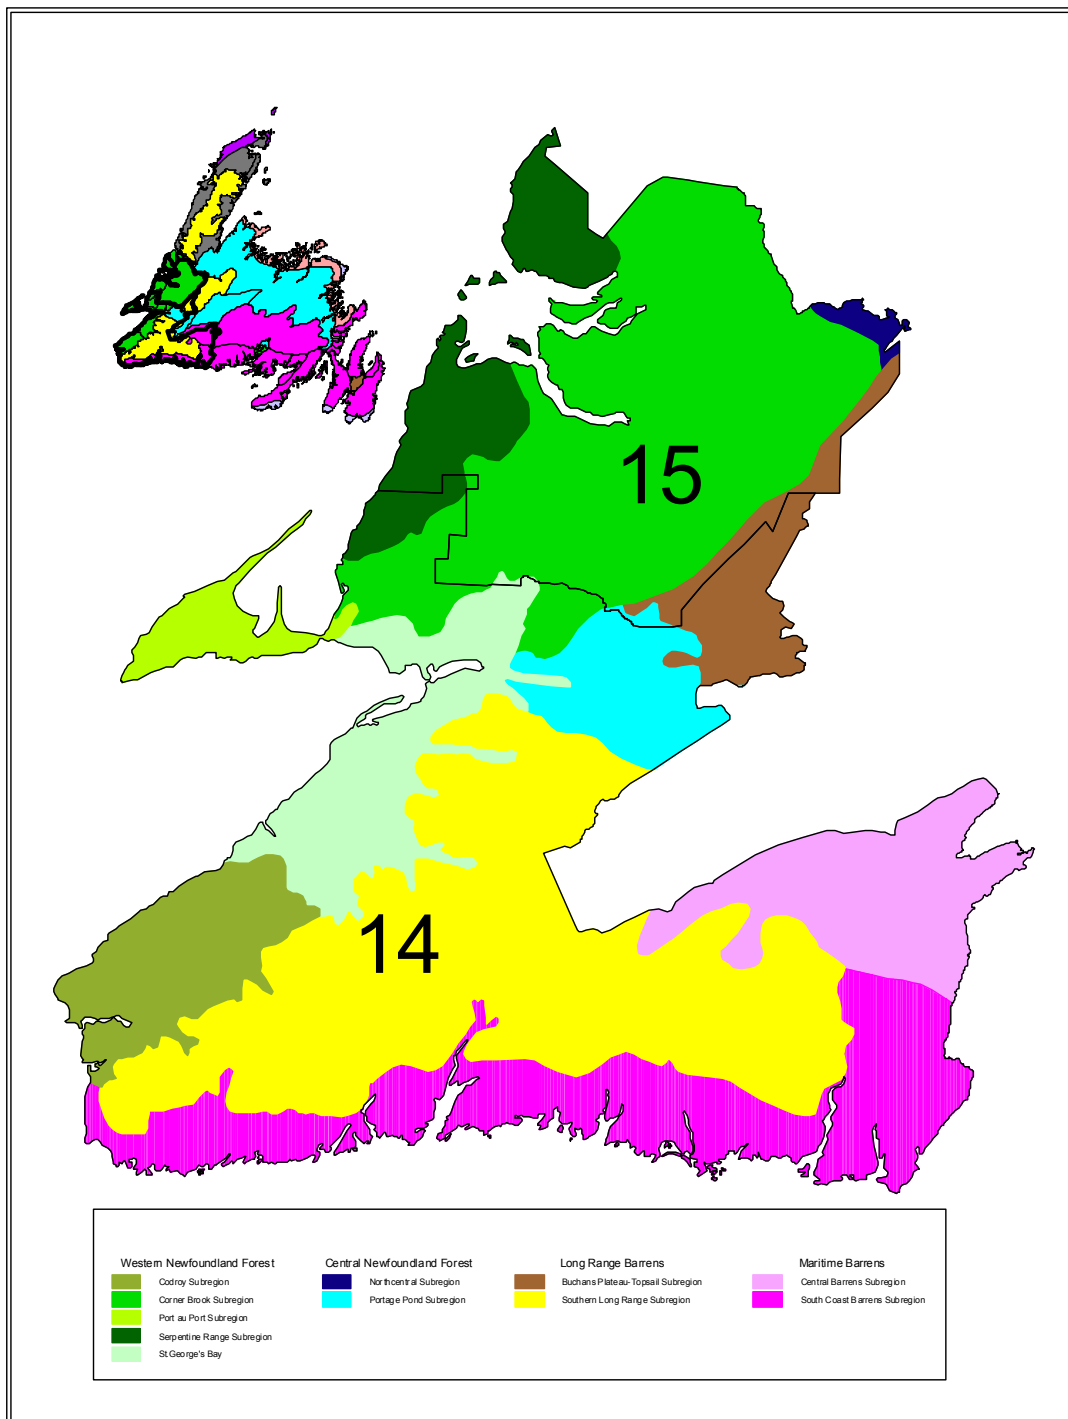 15
14
Western Newfoundland Forest
Codroy Subregion
Corner Brook Subregion
Port au Port Subregion
Serpentine Range Subregion
St.George's Bay
Central Newfoundland Forest
Northcentral Subregion
Portage Pond Subregion
Long Range Barrens
Buchans Plateau-Topsail Subregion
Southern Long Range Subregion
Maritime Barrens
Central Barrens Subregion
South Coast Barrens Subregion